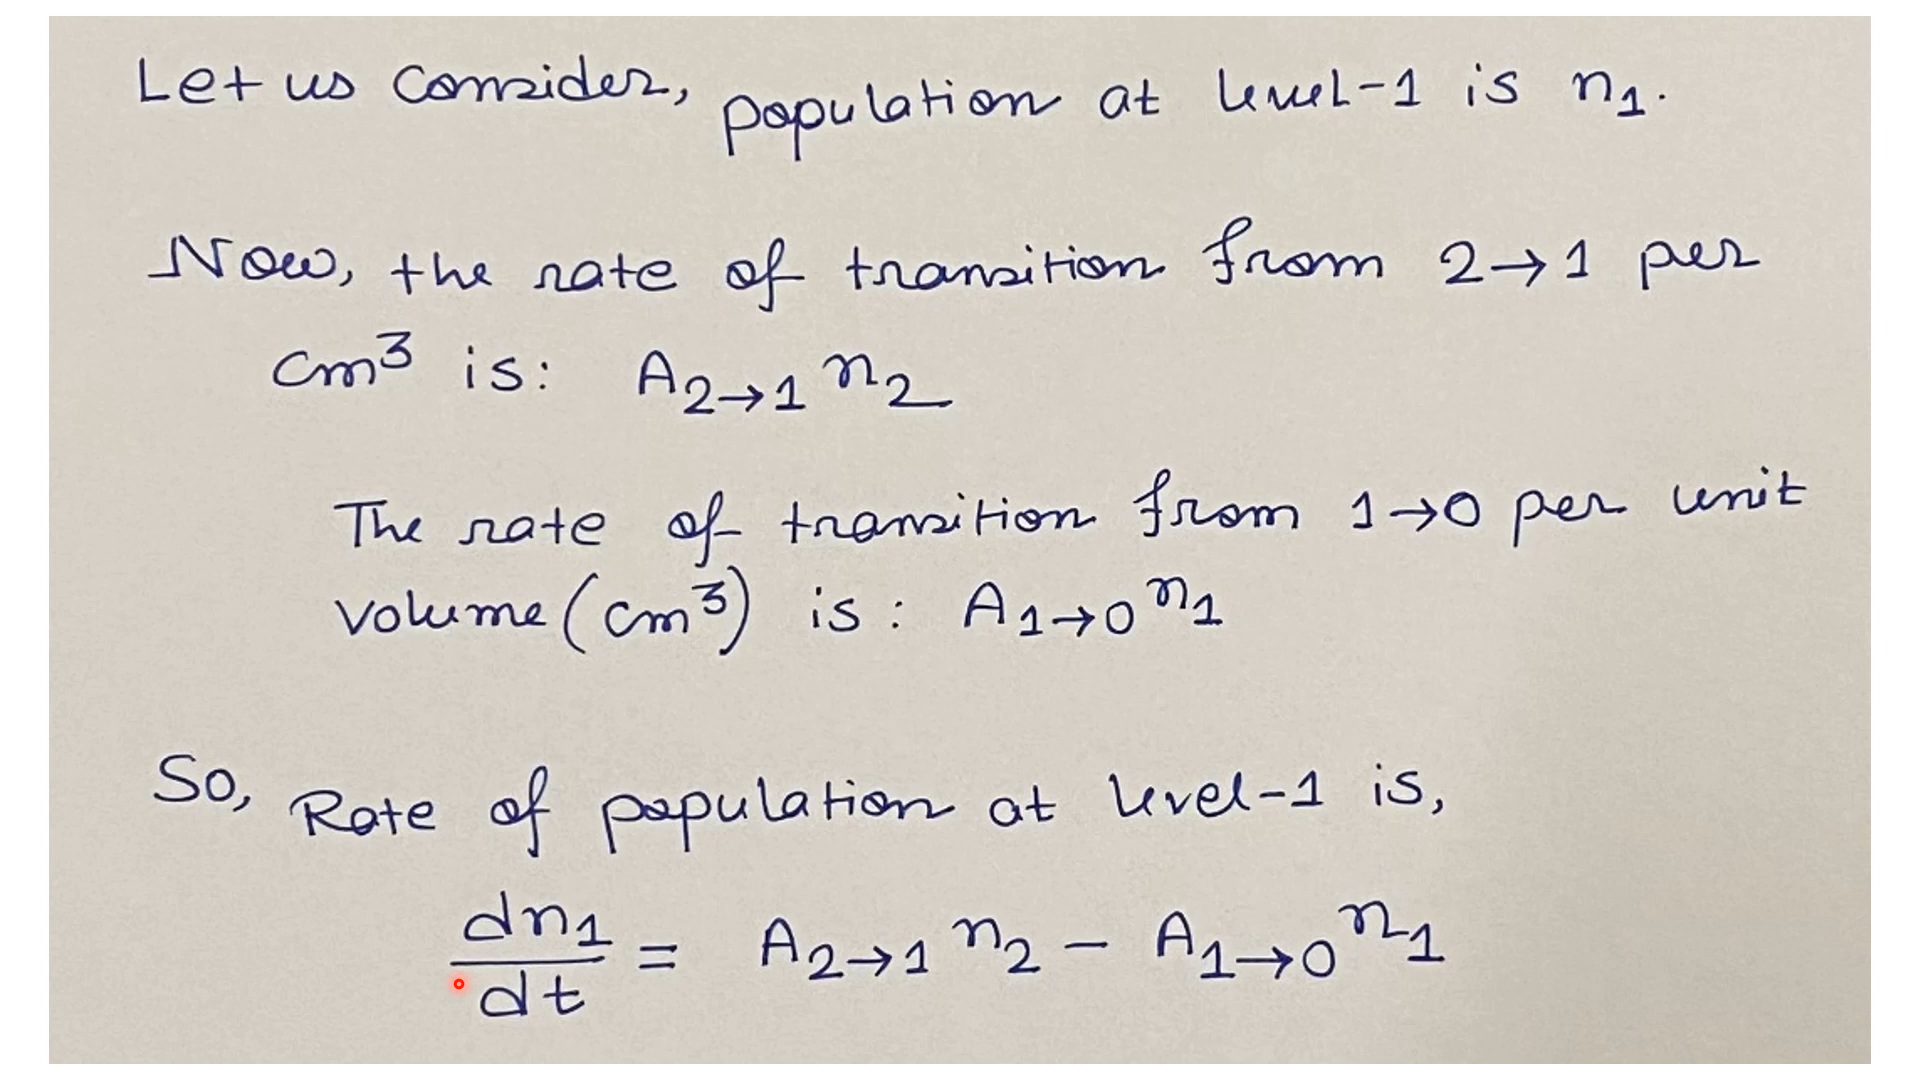 Let us consider, population at level-1 is n₁.
Now, the rate of transition from 2→1 per
cm³ is: A₂→₁ n₂
The rate of transition from 1→0 per unit
volume (cm³) is: A₁→₀ n₁
So, Rate of population at level-1 is,
dn₁/dt = A₂→₁ n₂ − A₁→₀ n₁